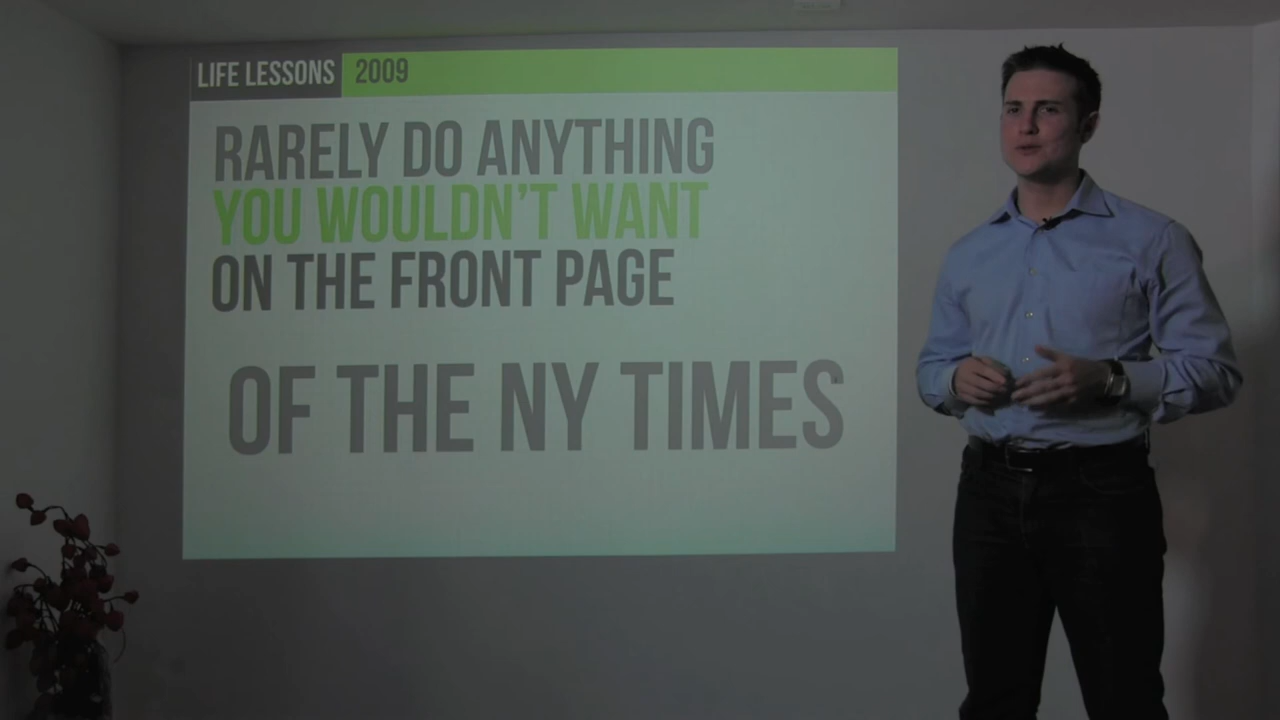 LIFE LESSONS 2009
RARELY DO ANYTHING
YOU WOULDN'T WANT
ON THE FRONT PAGE
OF THE NY TIMES